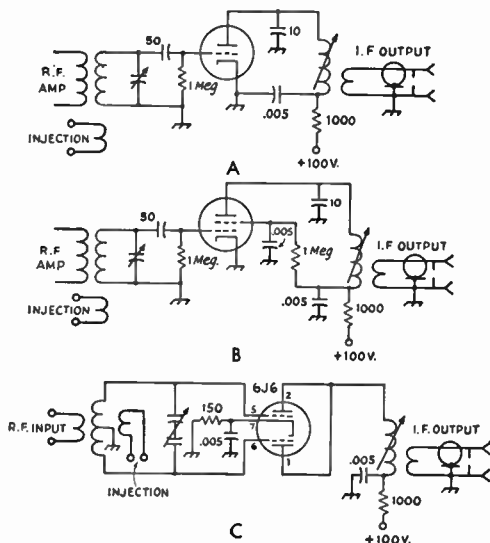 50
10
I.F OUTPUT
R.F.
AMP
1 Meg.
.005
1000
INJECTION
+100V.
A
50
10
.005
1 Meg
I.F OUTPUT
R.F
AMP
1 Meg.
.005
1000
INJECTION
+100V.
B
6J6
150
5
2
7
R.F. INPUT
.005
6
1
I.F. OUTPUT
.005
1000
INJECTION
+100V.
C